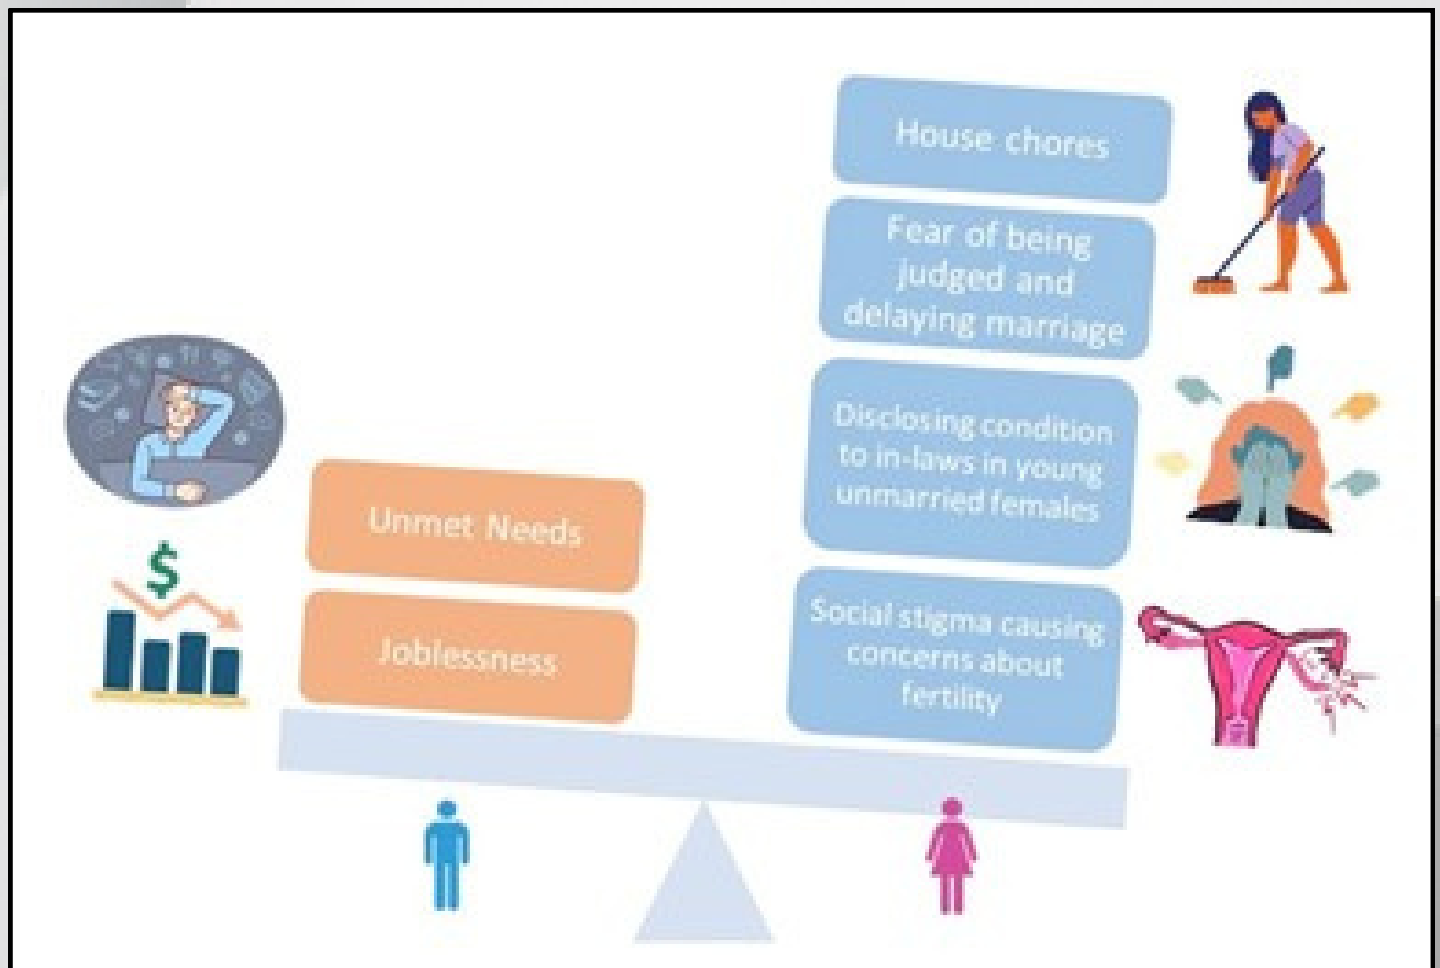 House chores
Fear of being
judged and
delaying marriage
Disclosing condition
to in-laws in young
unmarried females
Social stigma causing
concerns about
fertility
Unmet Needs
Joblessness
$